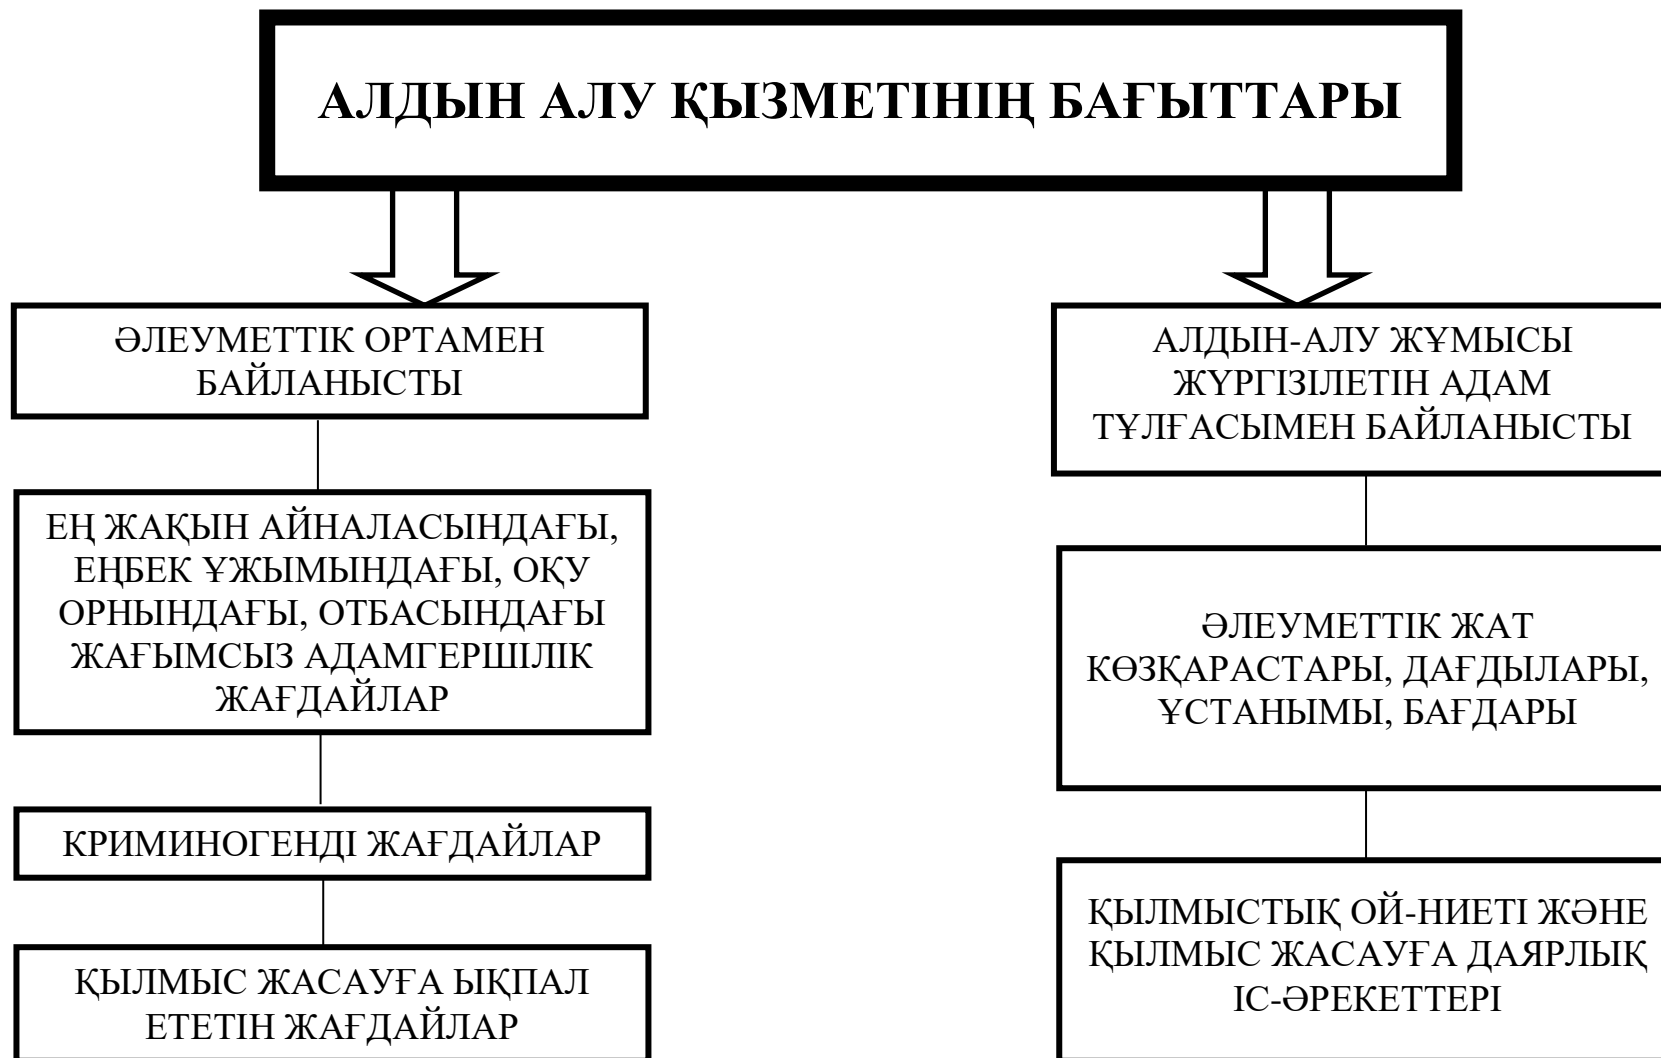 АЛДЫН АЛУ ҚЫЗМЕТІНІҢ БАҒЫТТАРЫ
ӘЛЕУМЕТТІК ОРТАМЕН
БАЙЛАНЫСТЫ
ЕҢ ЖАҚЫН АЙНАЛАСЫНДАҒЫ,
ЕҢБЕК ҰЖЫМЫНДАҒЫ, ОҚУ
ОРНЫНДАҒЫ, ОТБАСЫНДАҒЫ
ЖАҒЫМСЫЗ АДАМГЕРШІЛІК
ЖАҒДАЙЛАР
КРИМИНОГЕНДІ ЖАҒДАЙЛАР
ҚЫЛМЫС ЖАСАУҒА ЫҚПАЛ
ЕТЕТІН ЖАҒДАЙЛАР
АЛДЫН-АЛУ ЖҰМЫСЫ
ЖҮРГІЗІЛЕТІН АДАМ
ТҰЛҒАСЫМЕН БАЙЛАНЫСТЫ
ӘЛЕУМЕТТІК ЖАТ
КӨЗҚАРАСТАРЫ, ДАҒДЫЛАРЫ,
ҰСТАНЫМЫ, БАҒДАРЫ
ҚЫЛМЫСТЫҚ ОЙ-НИЕТІ ЖӘНЕ
ҚЫЛМЫС ЖАСАУҒА ДАЯРЛЫҚ
ІС-ӘРЕКЕТТЕРІ